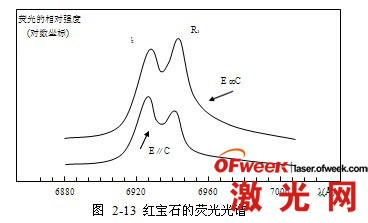 荧光的相对强度
(对数坐标)
R₁
E∞C
E∥C
6880
6920
6960
7000
λ(A)
OFweek
laser.ofweek.com
激光网
图 2-13 红宝石的荧光光谱